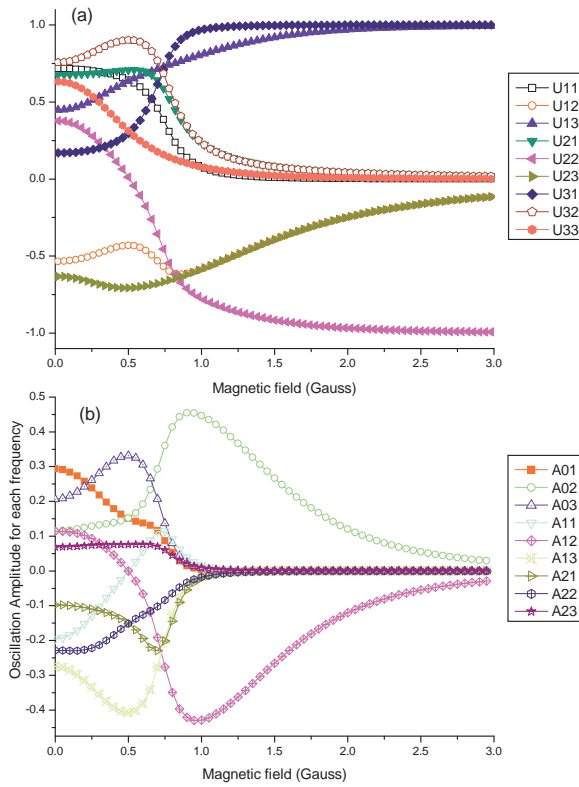 (a)
1.0
0.5
0.0
-0.5
-1.0
0.0
0.5
1.0
1.5
2.0
2.5
3.0
Magnetic field (Gauss)
U11
U12
U13
U21
U22
U23
U31
U32
U33
(b)
Oscillation Amplitude for each frequency
0.5
0.4
0.3
0.2
0.1
0.0
-0.1
-0.2
-0.3
-0.4
0.0
0.5
1.0
1.5
2.0
2.5
3.0
Magnetic field (Gauss)
A01
A02
A03
A11
A12
A13
A21
A22
A23